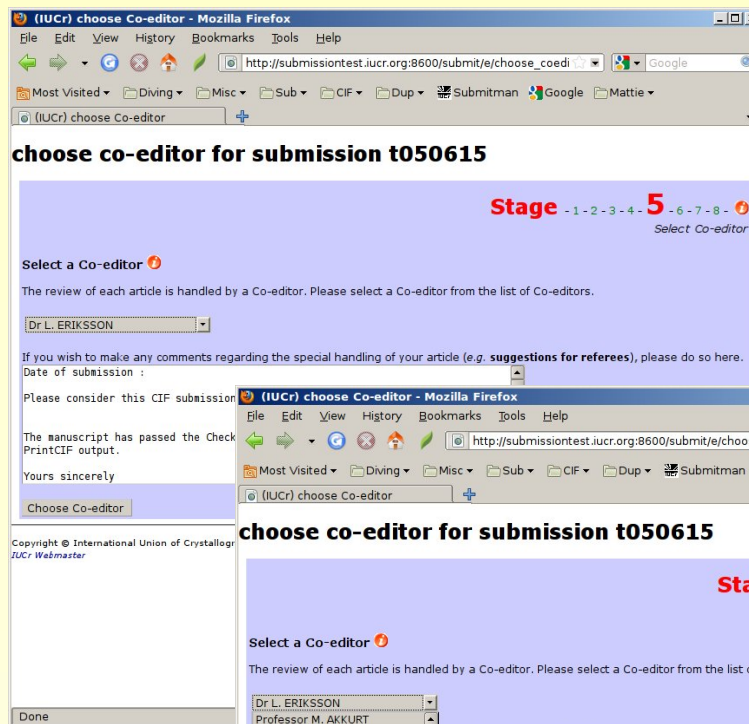 (IUCr) choose Co-editor - Mozilla Firefox
File Edit View History Bookmarks Tools Help
http://submissiontest.iucr.org:8600/submit/e/choose_coedi Google
Most Visited Diving Misc Sub CIF Dup Submitman Google Mattie
(IUCr) choose Co-editor
choose co-editor for submission t050615
Stage - 1 - 2 - 3 - 4 - 5 - 6 - 7 - 8 -
Select Co-editor
Select a Co-editor
The review of each article is handled by a Co-editor. Please select a Co-editor from the list of Co-editors.
Dr L. ERIKSSON
If you wish to make any comments regarding the special handling of your article (e.g. suggestions for referees), please do so here.
Date of submission :
Please consider this CIF submission
The manuscript has passed the Check
PrintCIF output.
Yours sincerely
Choose Co-editor
Copyright © International Union of Crystallogr
IUCr Webmaster
Done
(IUCr) choose Co-editor - Mozilla Firefox
File Edit View History Bookmarks Tools Help
http://submissiontest.iucr.org:8600/submit/e/choo
Most Visited Diving Misc Sub CIF Dup Submitman
(IUCr) choose Co-editor
choose co-editor for submission t050615
Sta
Select a Co-editor
The review of each article is handled by a Co-editor. Please select a Co-editor from the list
Dr L. ERIKSSON
Professor M. AKKURT